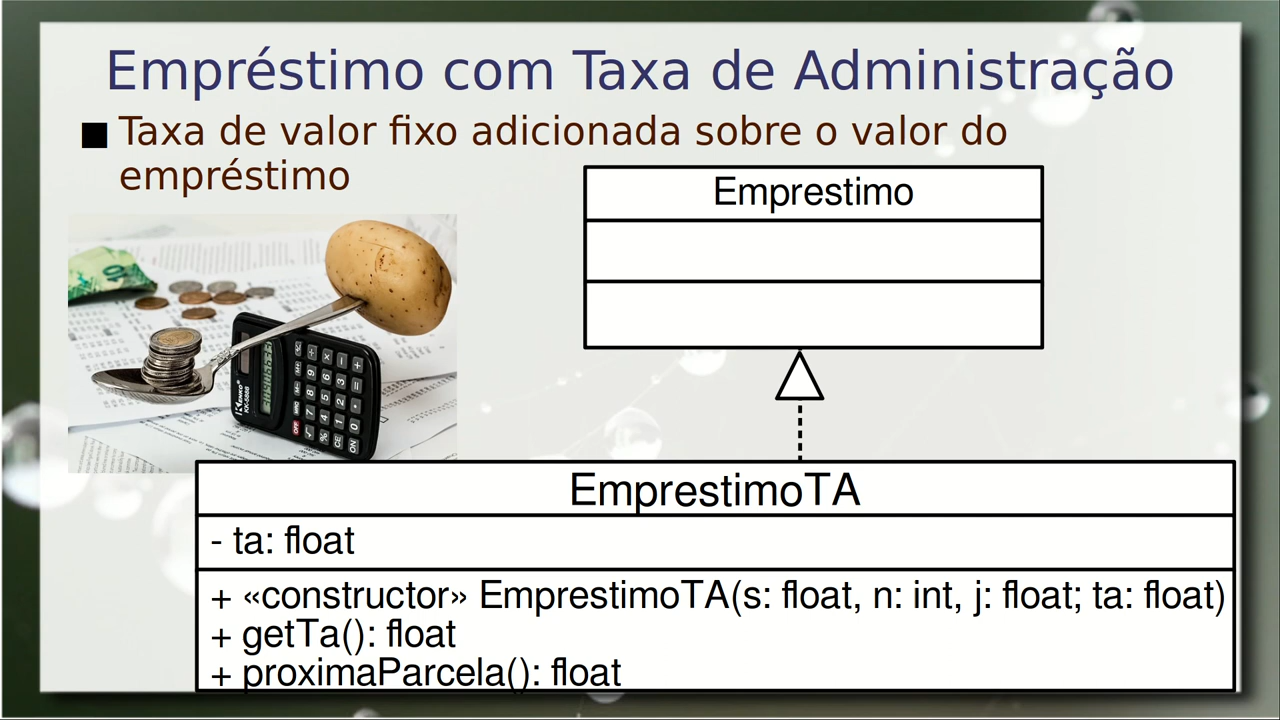 Empréstimo com Taxa de Administração
■ Taxa de valor fixo adicionada sobre o valor do
empréstimo
Emprestimo
EmprestimoTA
- ta: float
+ «constructor» EmprestimoTA(s: float, n: int, j: float; ta: float)
+ getTa(): float
+ proximaParcela(): float